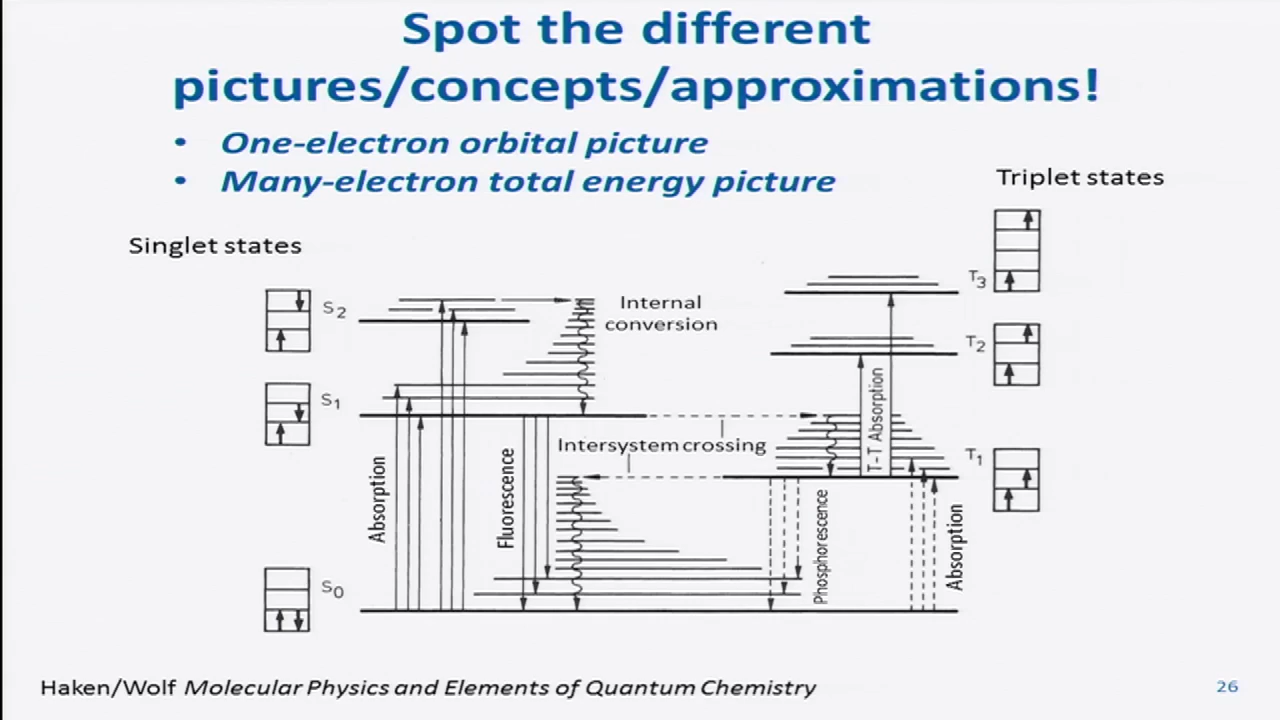 Spot the different
pictures/concepts/approximations!
• One-electron orbital picture
• Many-electron total energy picture
Triplet states
Singlet states
T3
S2
Internal
conversion
T2
S1
T-T Absorption
Intersystem crossing
T1
Absorption
Fluorescence
Phosphorescence
Absorption
S0
Haken/Wolf Molecular Physics and Elements of Quantum Chemistry
26